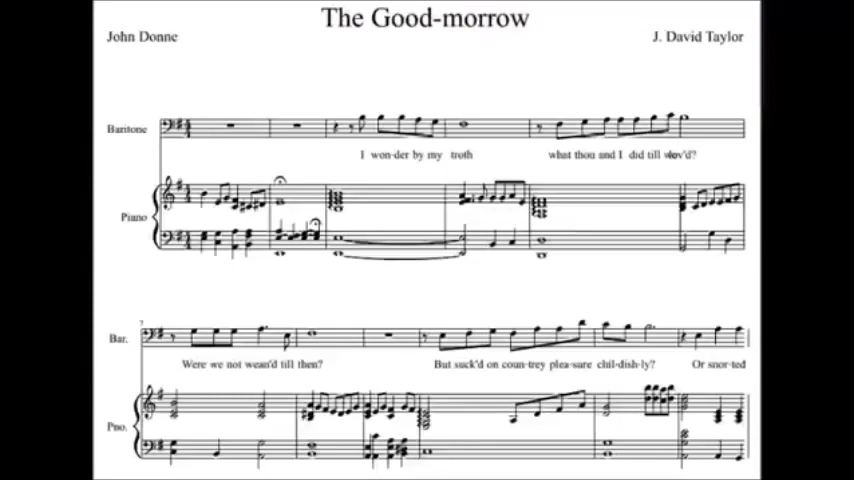 The Good-morrow
John Donne
J. David Taylor
Baritone
I won-der by my troth what thou and I did till we lov'd?
Piano
7
Bar.
Were we not wean'd till then? But suck'd on coun-trey plea-sare chil-dish-ly? Or snor-ted
Pno.